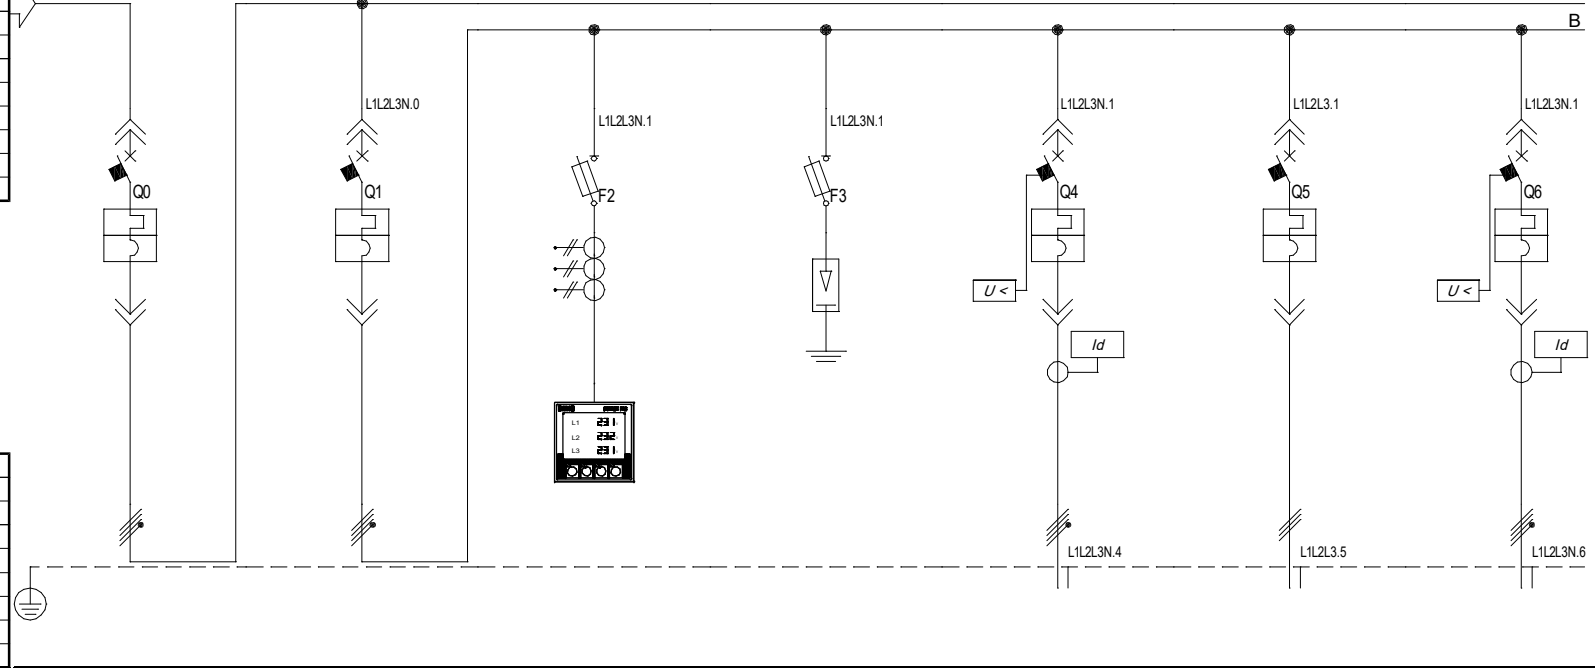 B
L1L2L3N.0
L1L2L3N.1
L1L2L3N.1
L1L2L3N.1
L1L2L3.1
L1L2L3N.1
Q0
Q1
F2
F3
Q4
Q5
Q6
U <
U <
Id
Id
L1
L2
L3
L1L2L3N.4
L1L2L3.5
L1L2L3N.6